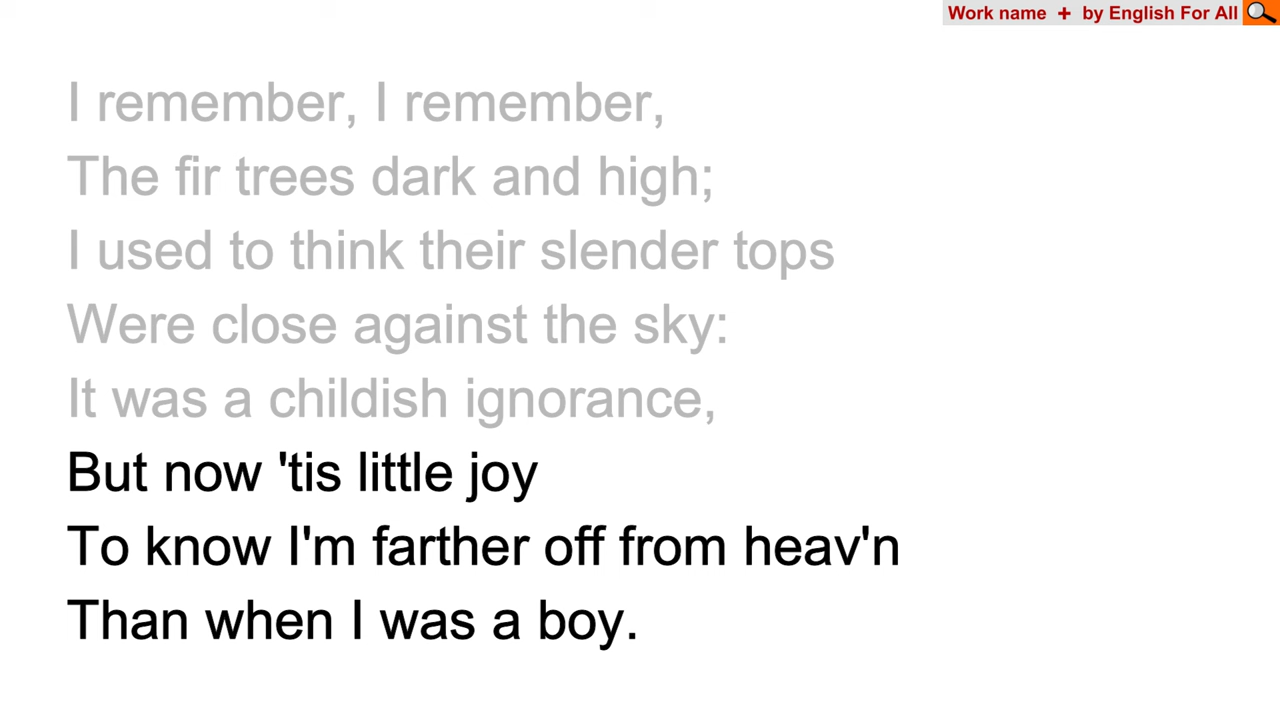 Work name + by English For All
I remember, I remember,
The fir trees dark and high;
I used to think their slender tops
Were close against the sky:
It was a childish ignorance,
But now 'tis little joy
To know I'm farther off from heav'n
Than when I was a boy.